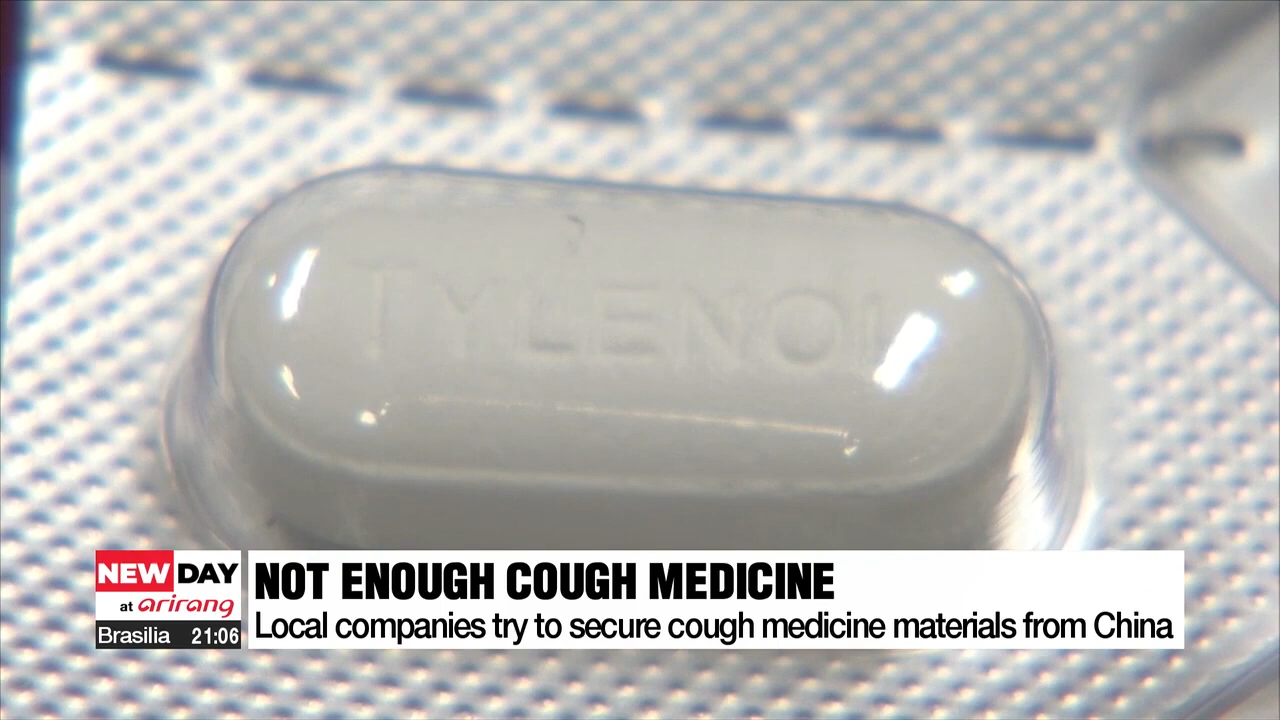 TYLENOL
NEW DAY
at arirang
Brasilia 21:06
NOT ENOUGH COUGH MEDICINE
Local companies try to secure cough medicine materials from China